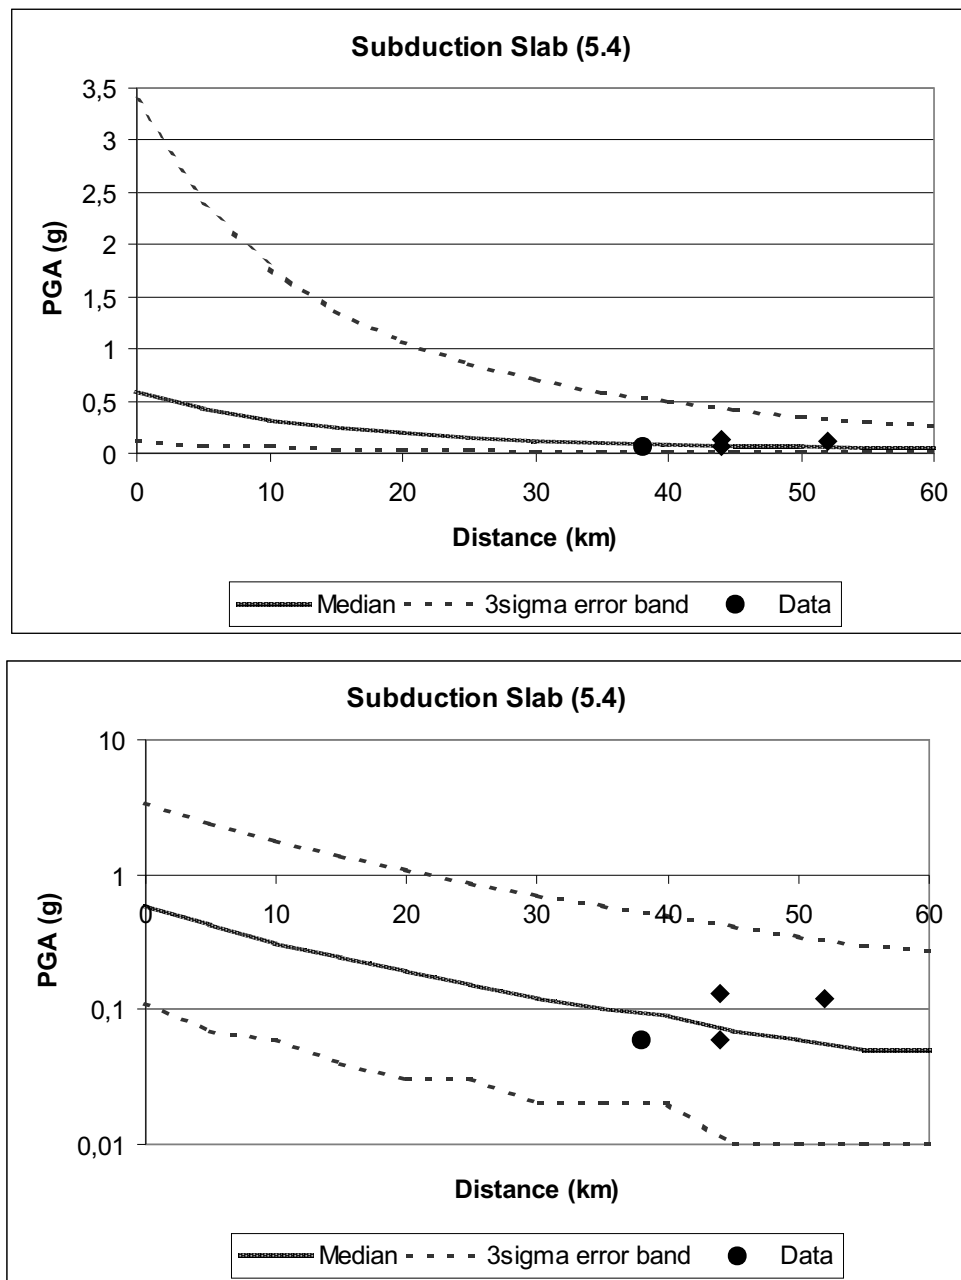 Subduction Slab (5.4)
3,5
3
2,5
2
1,5
1
0,5
0
PGA (g)
0 10 20 30 40 50 60
Distance (km)
Median 3sigma error band Data
Subduction Slab (5.4)
10
1
0,1
0,01
PGA (g)
0 10 20 30 40 50 60
Distance (km)
Median 3sigma error band Data